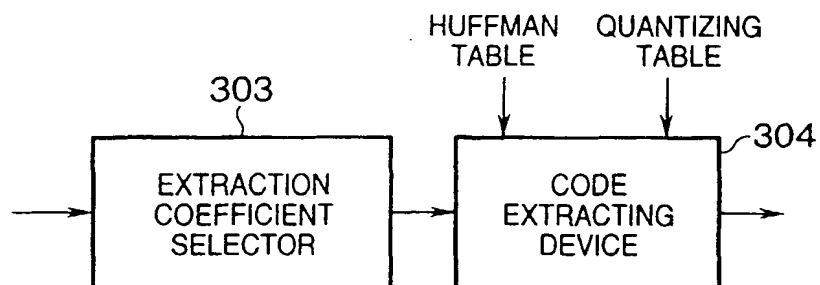 HUFFMAN
TABLE
QUANTIZING
TABLE
303
304
EXTRACTION
COEFFICIENT
SELECTOR
CODE
EXTRACTING
DEVICE